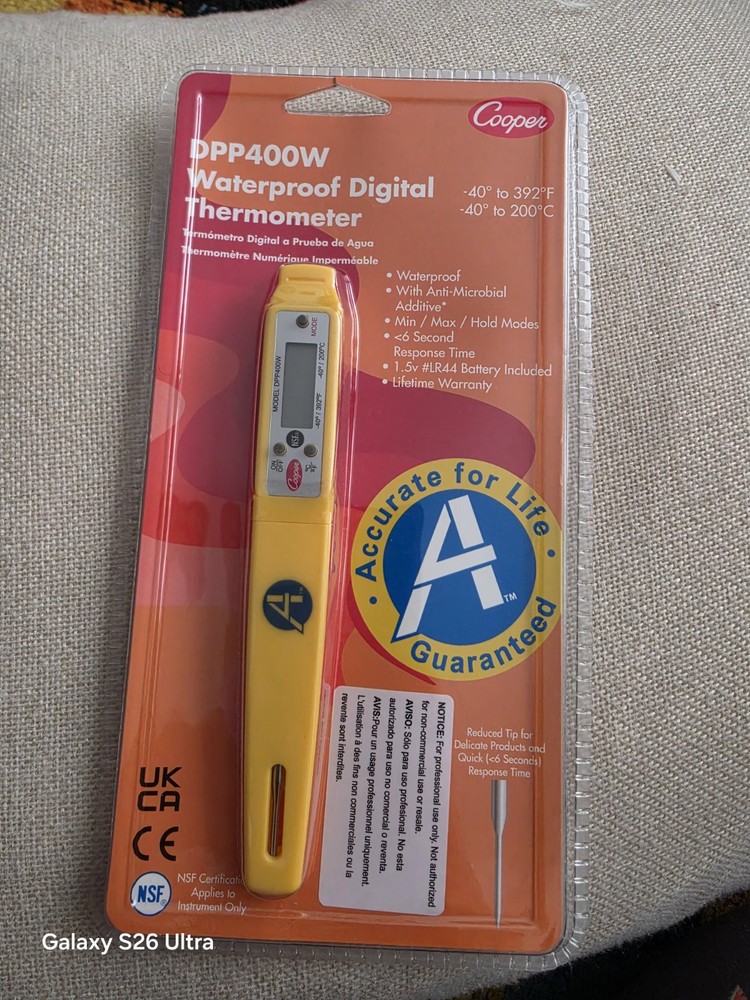 Cooper
DPP400W
Waterproof Digital
Thermometer
-40° to 392°F
-40° to 200°C
Termómetro Digital a Prueba de Agua
Thermomètre Numérique Imperméable
• Waterproof
• With Anti-Microbial
Additive*
• Min / Max / Hold Modes
• <6 Second
Response Time
• 1.5v #LR44 Battery Included
• Lifetime Warranty
MODE
MODEL DPP400W
-40° / 392°F
-40° / 200°C
NSF
ON
OFF
Cooper
• Accurate for Life •
A
TM
Guaranteed
A
NOTICE: For professional use only. Not authorized
for non-commercial use or resale.
AVISO: Sólo para uso profesional. No esta
autorizado para uso no comercial o reventa.
AVIS:Pour un usage professionnel uniquement.
L'utilisation à des fins non commerciales ou la
revente sont interdites.
Reduced Tip for
Delicate Products and
Quick (<6 Seconds)
Response Time
UK
CA
CE
NSF
NSF Certificatio
Applies to
Instrument Only
Galaxy S26 Ultra